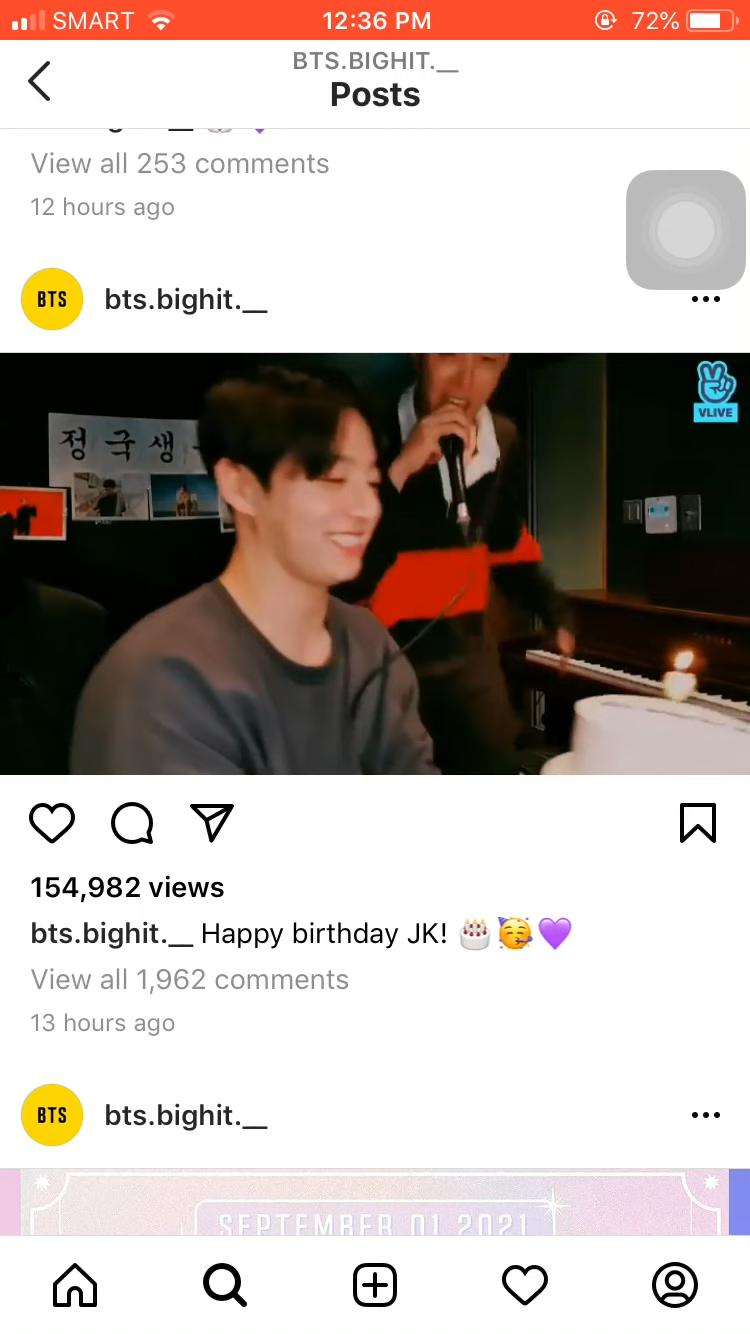 SMART 12:36 PM 72%
BTS.BIGHIT.__
Posts
View all 253 comments
12 hours ago
BTS bts.bighit.__
VLIVE
정국생
154,982 views
bts.bighit.__ Happy birthday JK! 🎂🥳💜
View all 1,962 comments
13 hours ago
BTS bts.bighit.__
SEPTEMBER 01 2021